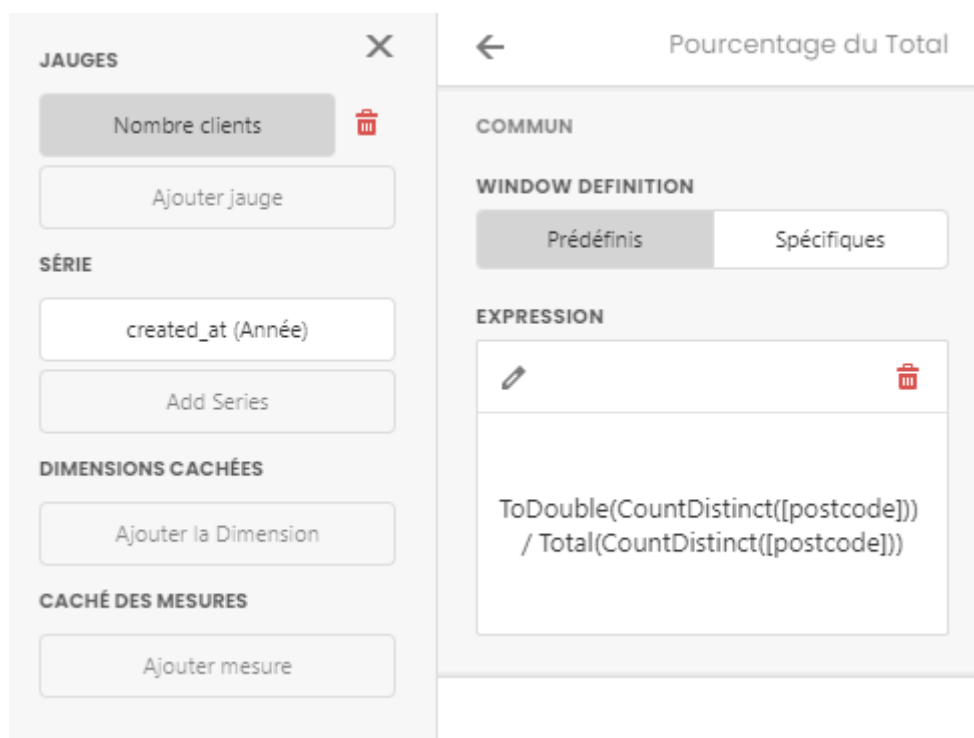 JAUGES
Nombre clients
Ajouter jauge
SÉRIE
created_at (Année)
Add Series
DIMENSIONS CACHÉES
Ajouter la Dimension
CACHÉ DES MESURES
Ajouter mesure
Pourcentage du Total
COMMUN
WINDOW DEFINITION
Prédéfinis
Spécifiques
EXPRESSION
ToDouble(CountDistinct([postcode]))
/ Total(CountDistinct([postcode]))